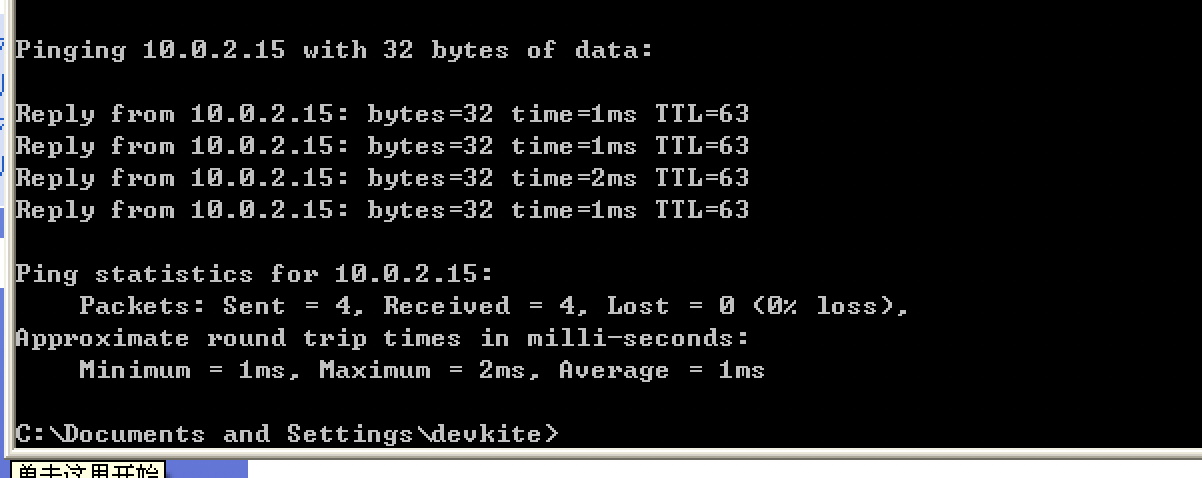 Pinging 10.0.2.15 with 32 bytes of data:
Reply from 10.0.2.15: bytes=32 time=1ms TTL=63
Reply from 10.0.2.15: bytes=32 time=1ms TTL=63
Reply from 10.0.2.15: bytes=32 time=2ms TTL=63
Reply from 10.0.2.15: bytes=32 time=1ms TTL=63
Ping statistics for 10.0.2.15:
Packets: Sent = 4, Received = 4, Lost = 0 (0% loss),
Approximate round trip times in milli-seconds:
Minimum = 1ms, Maximum = 2ms, Average = 1ms
C:\Documents and Settings\devkite>
单击这里开始